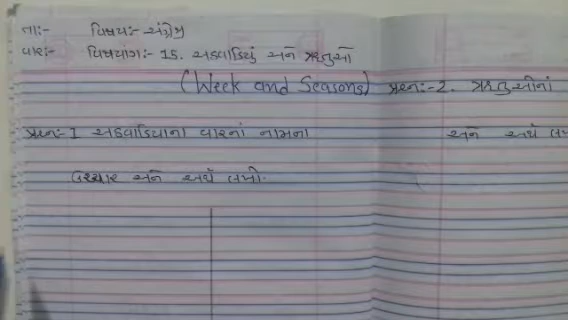 તા:- વિષય:- અંગ્રેજી
વાર:- વિષયાંગ:- 15. અઠવાડિયું અને ઋતુઓ
(Week and Seasons)
પ્રશ્ન:-1 અઠવાડિયાના વારનાં નામના
ઉચ્ચાર અને અર્થ લખો.
પ્રશ્ન:-2. ઋતુઓનાં
અને અર્થ